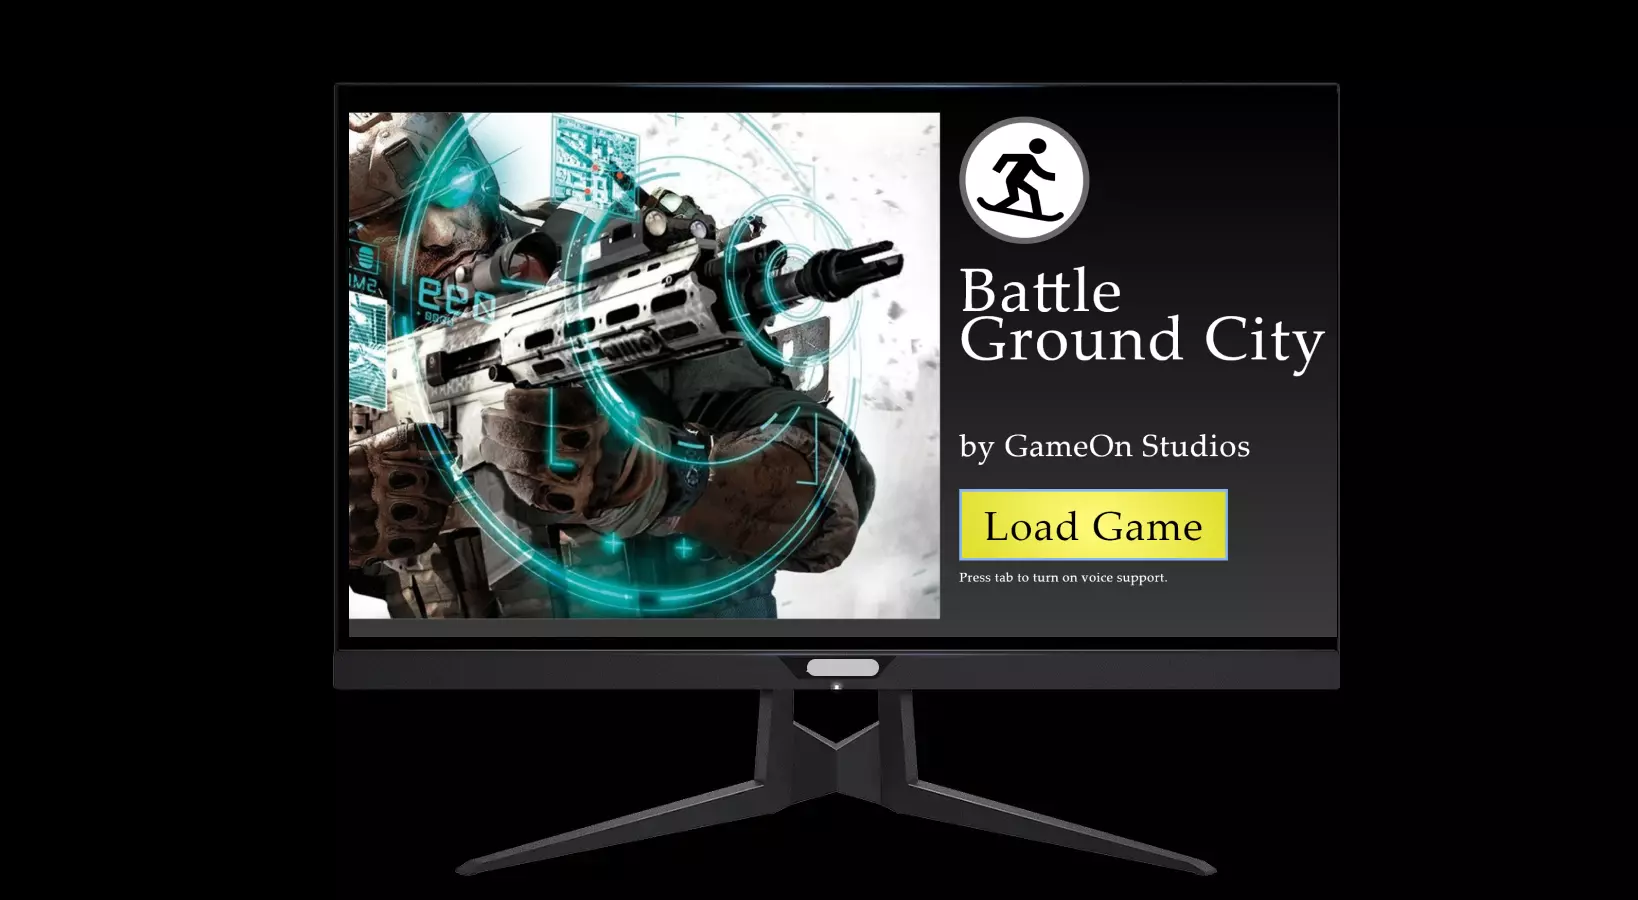 Battle
Ground City
by GameOn Studios
Load Game
Press tab to turn on voice support.